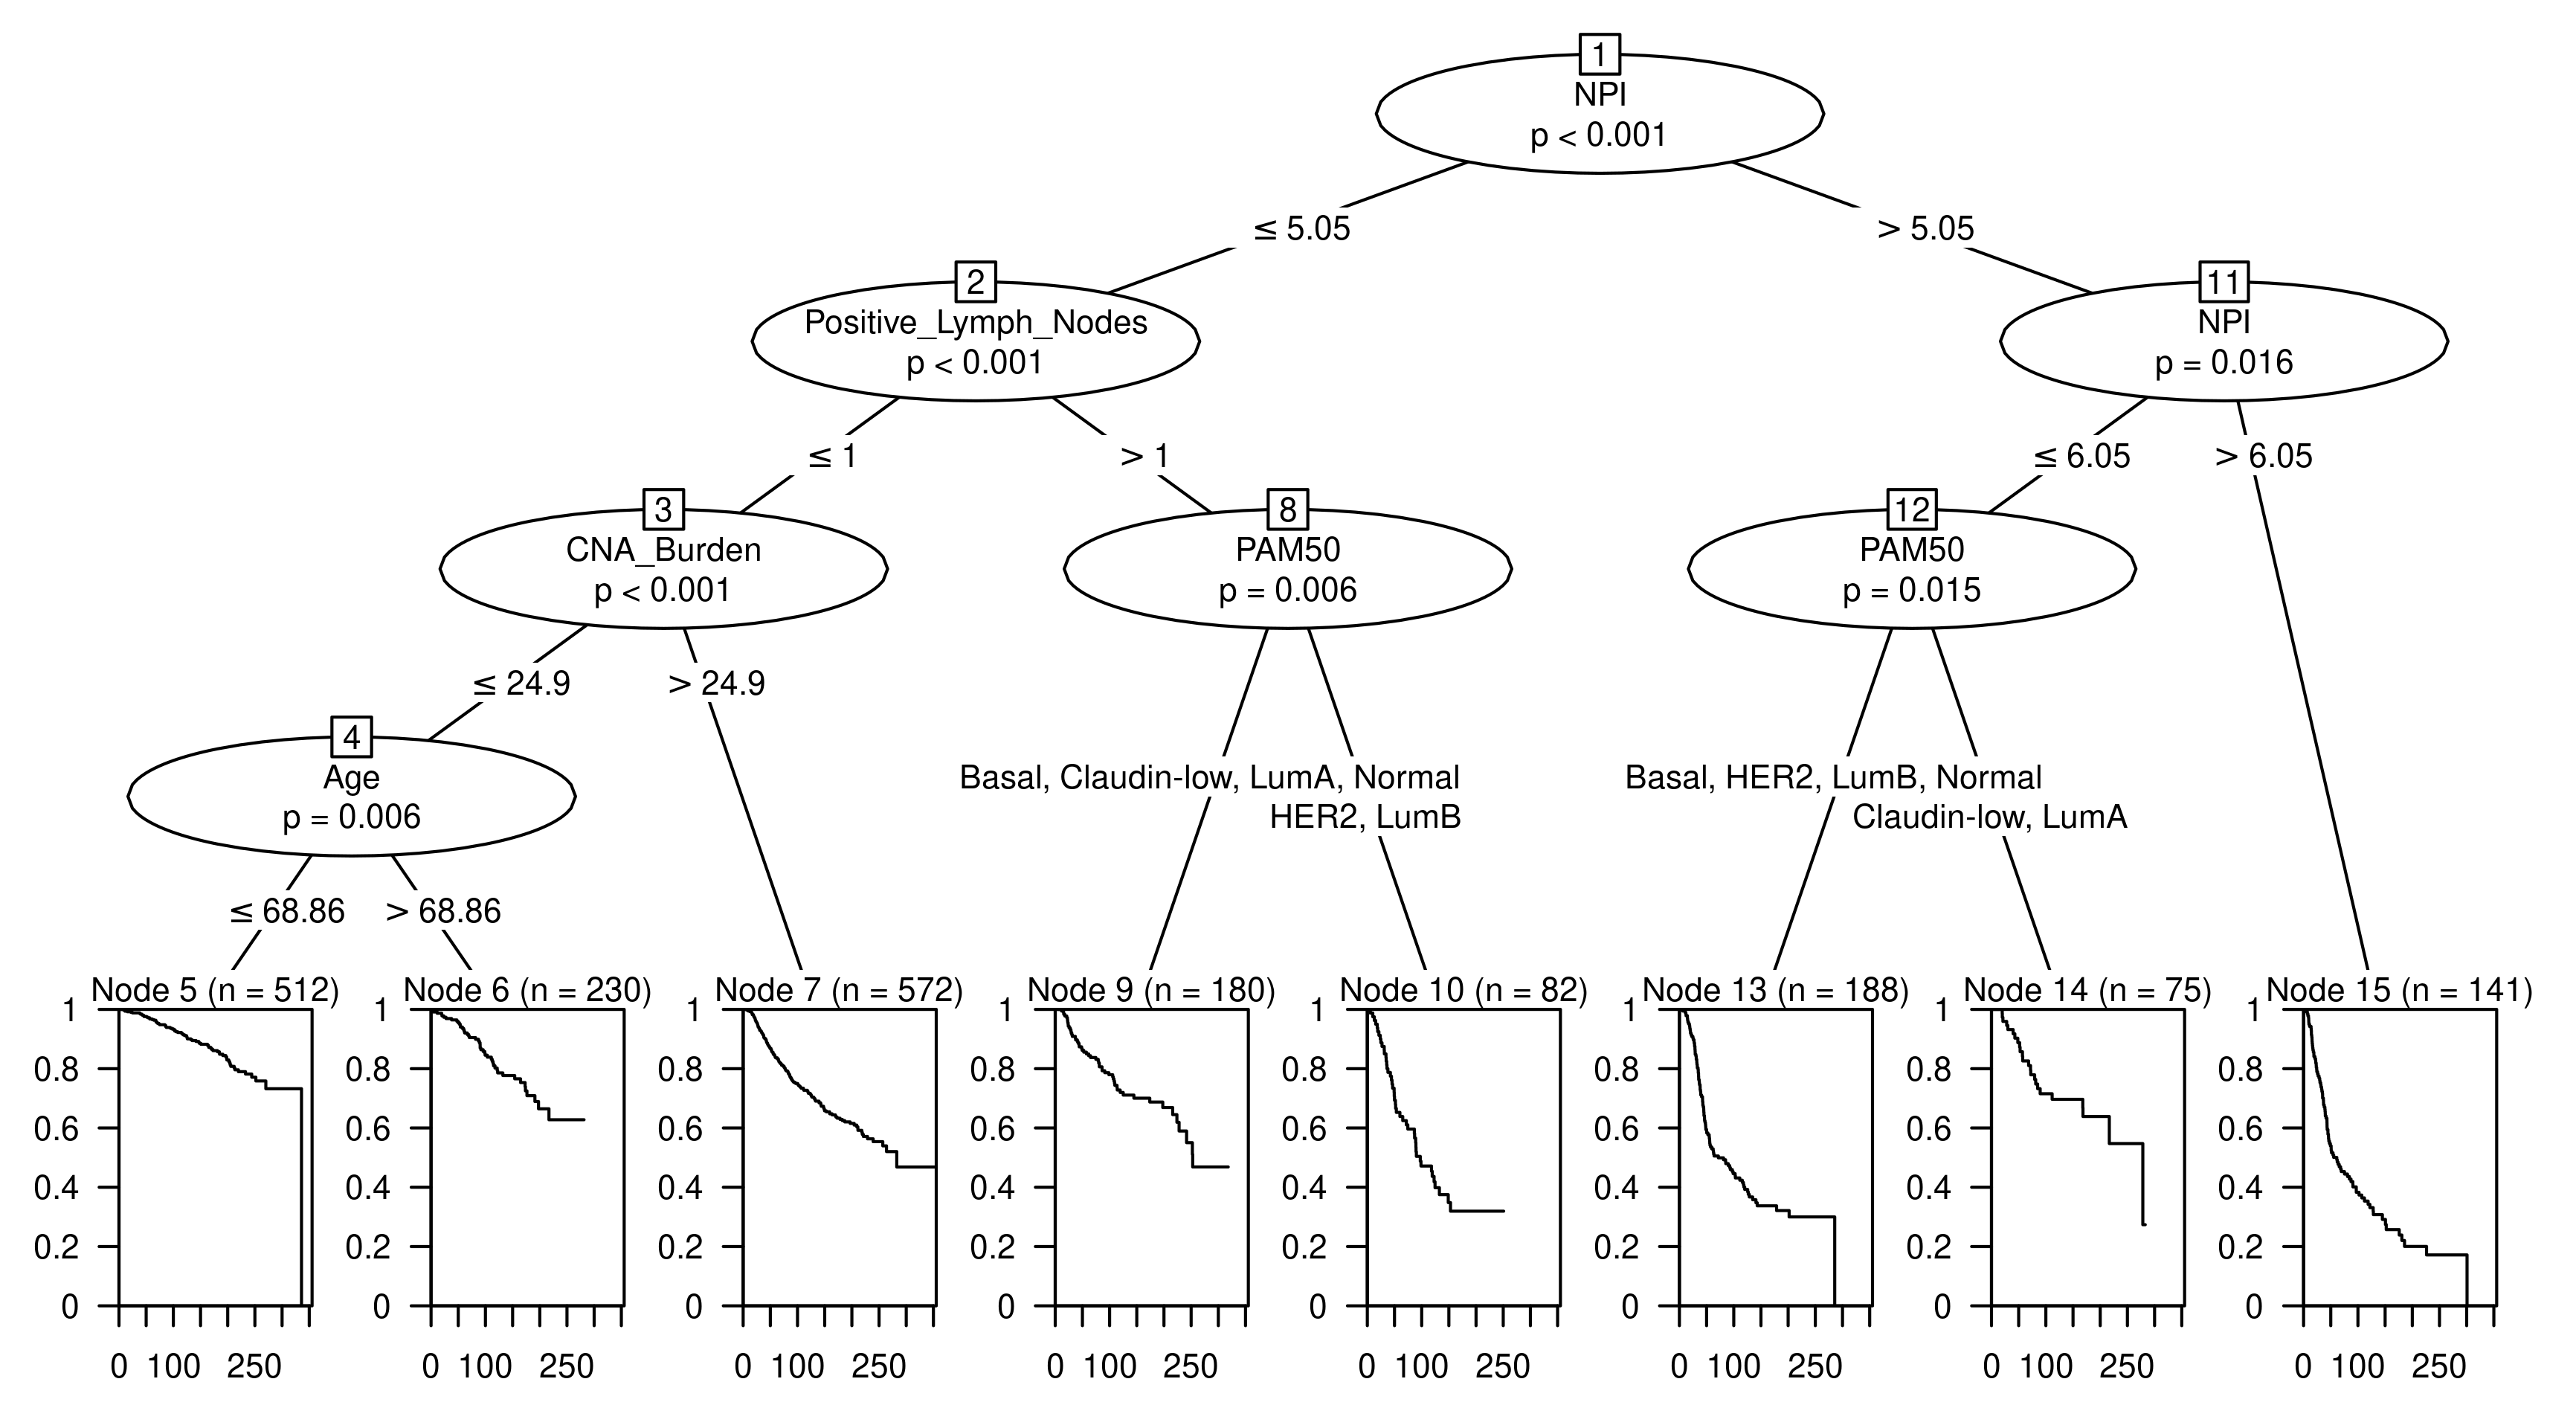 1
NPI
p < 0.001
≤ 5.05
> 5.05
2
Positive_Lymph_Nodes
p < 0.001
11
NPI
p = 0.016
≤ 1
> 1
≤ 6.05
> 6.05
3
CNA_Burden
p < 0.001
8
PAM50
p = 0.006
12
PAM50
p = 0.015
≤ 24.9
> 24.9
4
Age
p = 0.006
Basal, Claudin-low, LumA, Normal
HER2, LumB
Basal, HER2, LumB, Normal
Claudin-low, LumA
≤ 68.86
> 68.86
Node 5 (n = 512)
1
0.8
0.6
0.4
0.2
0
0 100 250
Node 6 (n = 230)
1
0.8
0.6
0.4
0.2
0
0 100 250
Node 7 (n = 572)
1
0.8
0.6
0.4
0.2
0
0 100 250
Node 9 (n = 180)
1
0.8
0.6
0.4
0.2
0
0 100 250
Node 10 (n = 82)
1
0.8
0.6
0.4
0.2
0
0 100 250
Node 13 (n = 188)
1
0.8
0.6
0.4
0.2
0
0 100 250
Node 14 (n = 75)
1
0.8
0.6
0.4
0.2
0
0 100 250
Node 15 (n = 141)
1
0.8
0.6
0.4
0.2
0
0 100 250